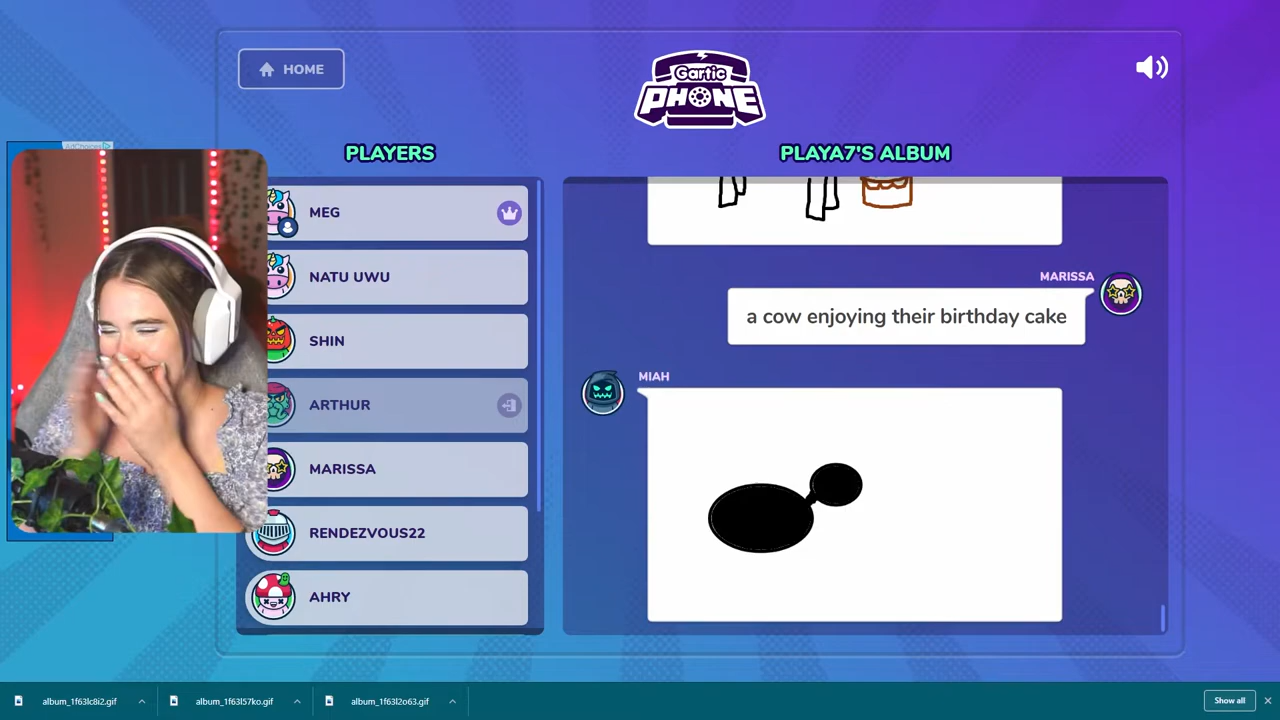 HOME
Gartic
PHONE
AdChoices
PLAYERS
PLAYA7'S ALBUM
MEG
NATU UWU
SHIN
ARTHUR
MARISSA
RENDEZVOUS22
AHRY
MARISSA
a cow enjoying their birthday cake
MIAH
album_1f63lc8i2.gif
album_1f63l57ko.gif
album_1f63l2o63.gif
Show all